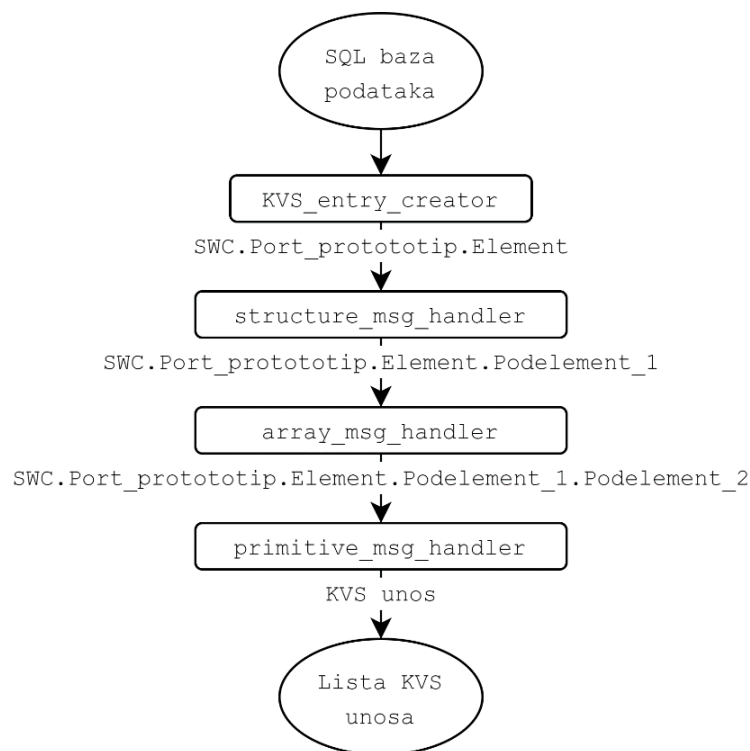 SQL baza
podataka
KVS_entry_creator
SWC.Port_protototip.Element
structure_msg_handler
SWC.Port_protototip.Element.Podelement_1
array_msg_handler
SWC.Port_protototip.Element.Podelement_1.Podelement_2
primitive_msg_handler
KVS unos
Lista KVS
unosa